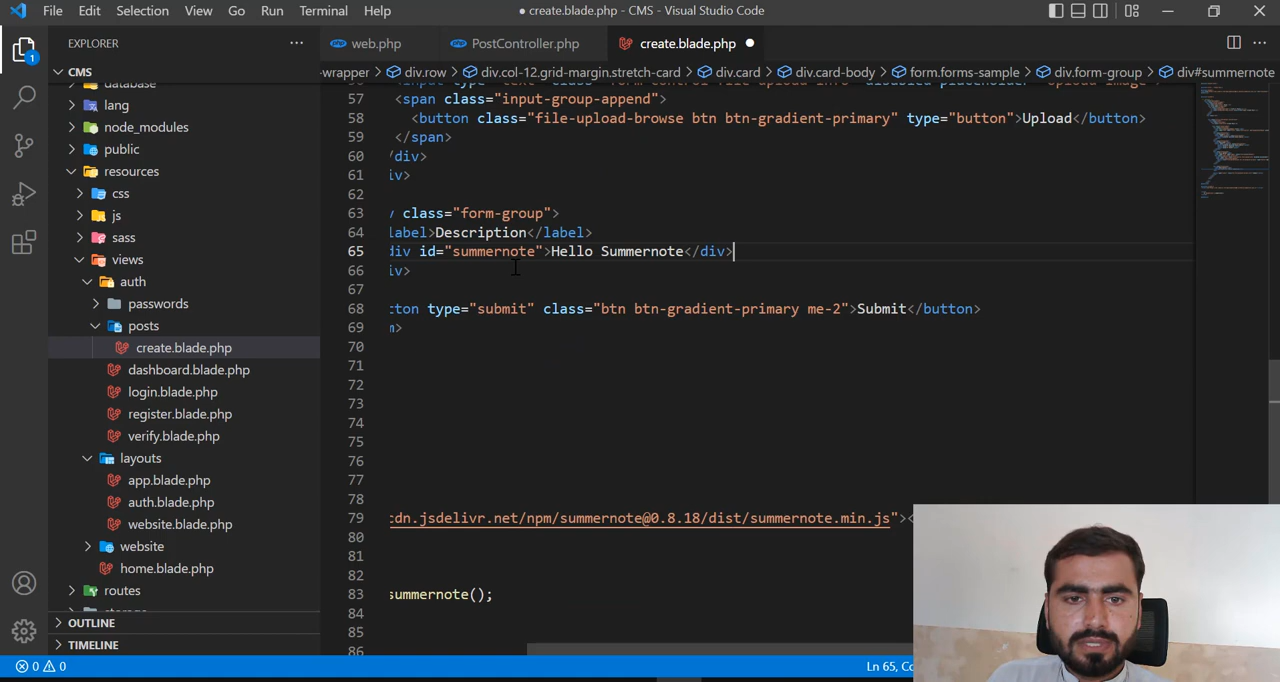 File Edit Selection View Go Run Terminal Help
● create.blade.php - CMS - Visual Studio Code
EXPLORER
web.php
PostController.php
create.blade.php
1
CMS
-wrapper > div.row > div.col-12.grid-margin.stretch-card > div.card > div.card-body > form.forms-sample > div.form-group > div#summernote
database
lang
node_modules
public
resources
css
js
sass
views
auth
passwords
posts
create.blade.php
dashboard.blade.php
login.blade.php
register.blade.php
verify.blade.php
layouts
app.blade.php
auth.blade.php
website.blade.php
website
home.blade.php
routes
OUTLINE
TIMELINE
57 <span class="input-group-append">
58 <button class="file-upload-browse btn btn-gradient-primary" type="button">Upload</button>
59 </span>
60 /div>
61 iv>
62
63 class="form-group">
64 label>Description</label>
65 div id="summernote">Hello Summernote</div>
66 iv>
67
68 tton type="submit" class="btn btn-gradient-primary me-2">Submit</button>
69 m>
70
71
72
73
74
75
76
77
78
79 cdn.jsdelivr.net/npm/summernote@0.8.18/dist/summernote.min.js"><
80
81
82
83 summernote();
84
85
86
0 0
Ln 65,